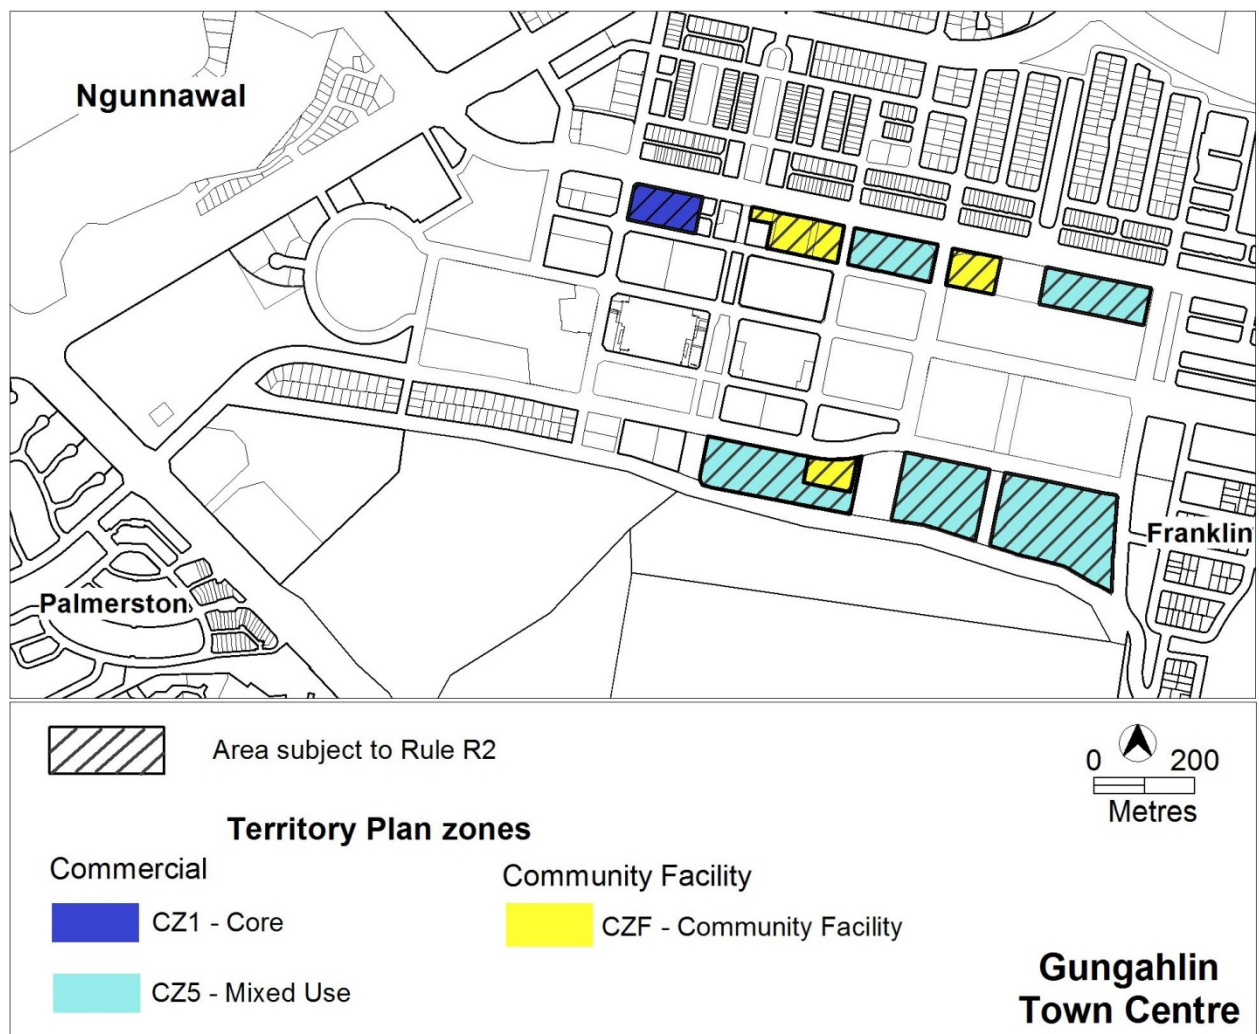 Ngunnawal
Franklin
Palmerston
Area subject to Rule R2
0 200
Metres
Territory Plan zones
Commercial
CZ1 - Core
CZ5 - Mixed Use
Community Facility
CZF - Community Facility
Gungahlin
Town Centre